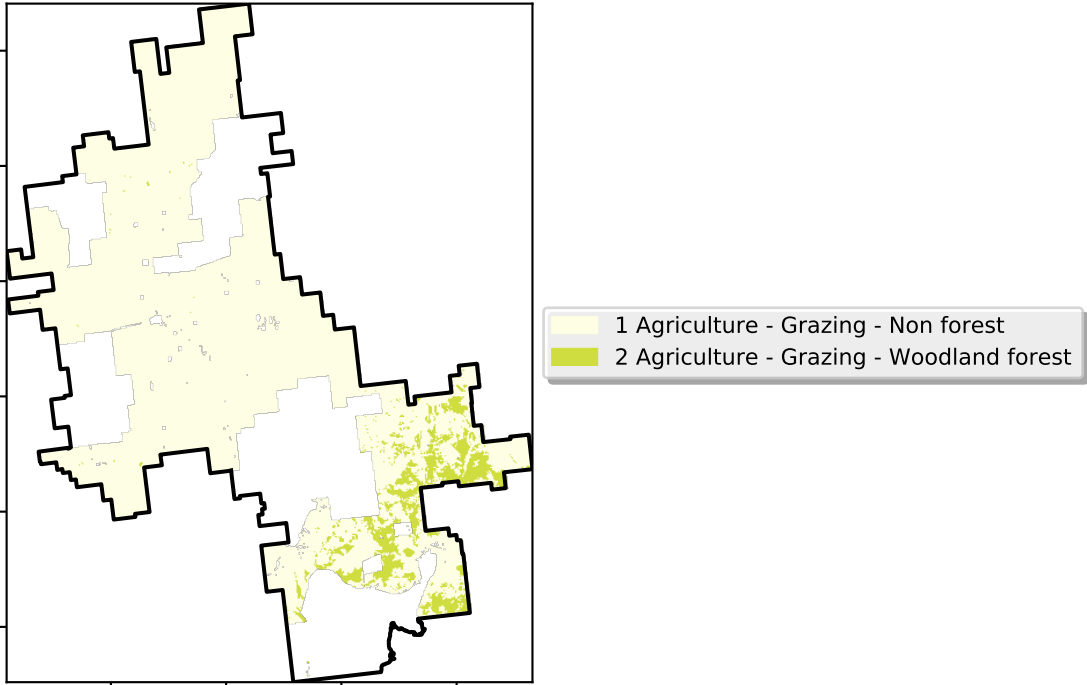 1 Agriculture - Grazing - Non forest
2 Agriculture - Grazing - Woodland forest